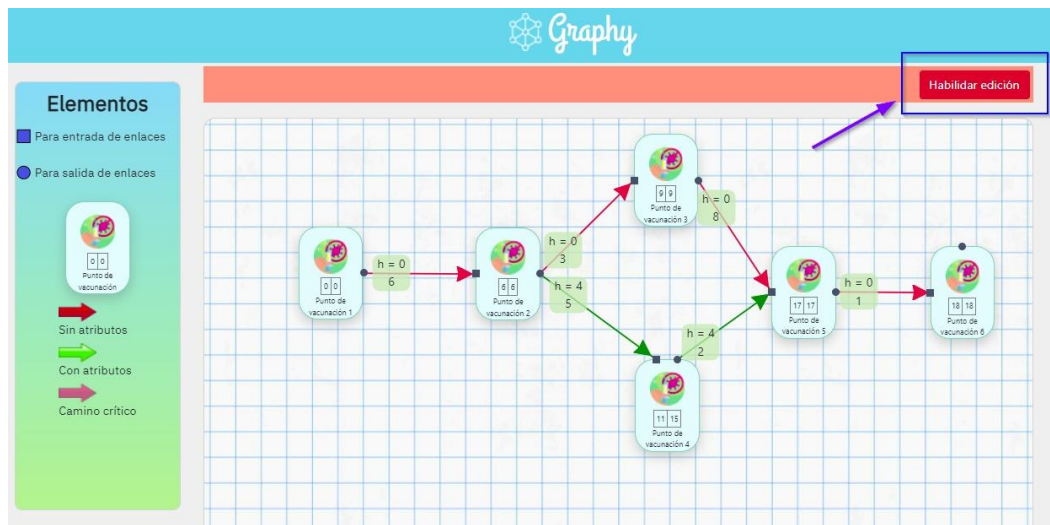 Graphy
Habilidar edición
Elementos
Para entrada de enlaces
Para salida de enlaces
0 0
Punto de
vacunación
Sin atributos
Con atributos
Camino crítico
0 0
Punto de
vacunación 1
h = 0
6
6 6
Punto de
vacunación 2
h = 0
3
h = 4
5
9 9
Punto de
vacunación 3
h = 0
8
11 15
Punto de
vacunación 4
h = 4
2
17 17
Punto de
vacunación 5
h = 0
1
18 18
Punto de
vacunación 6